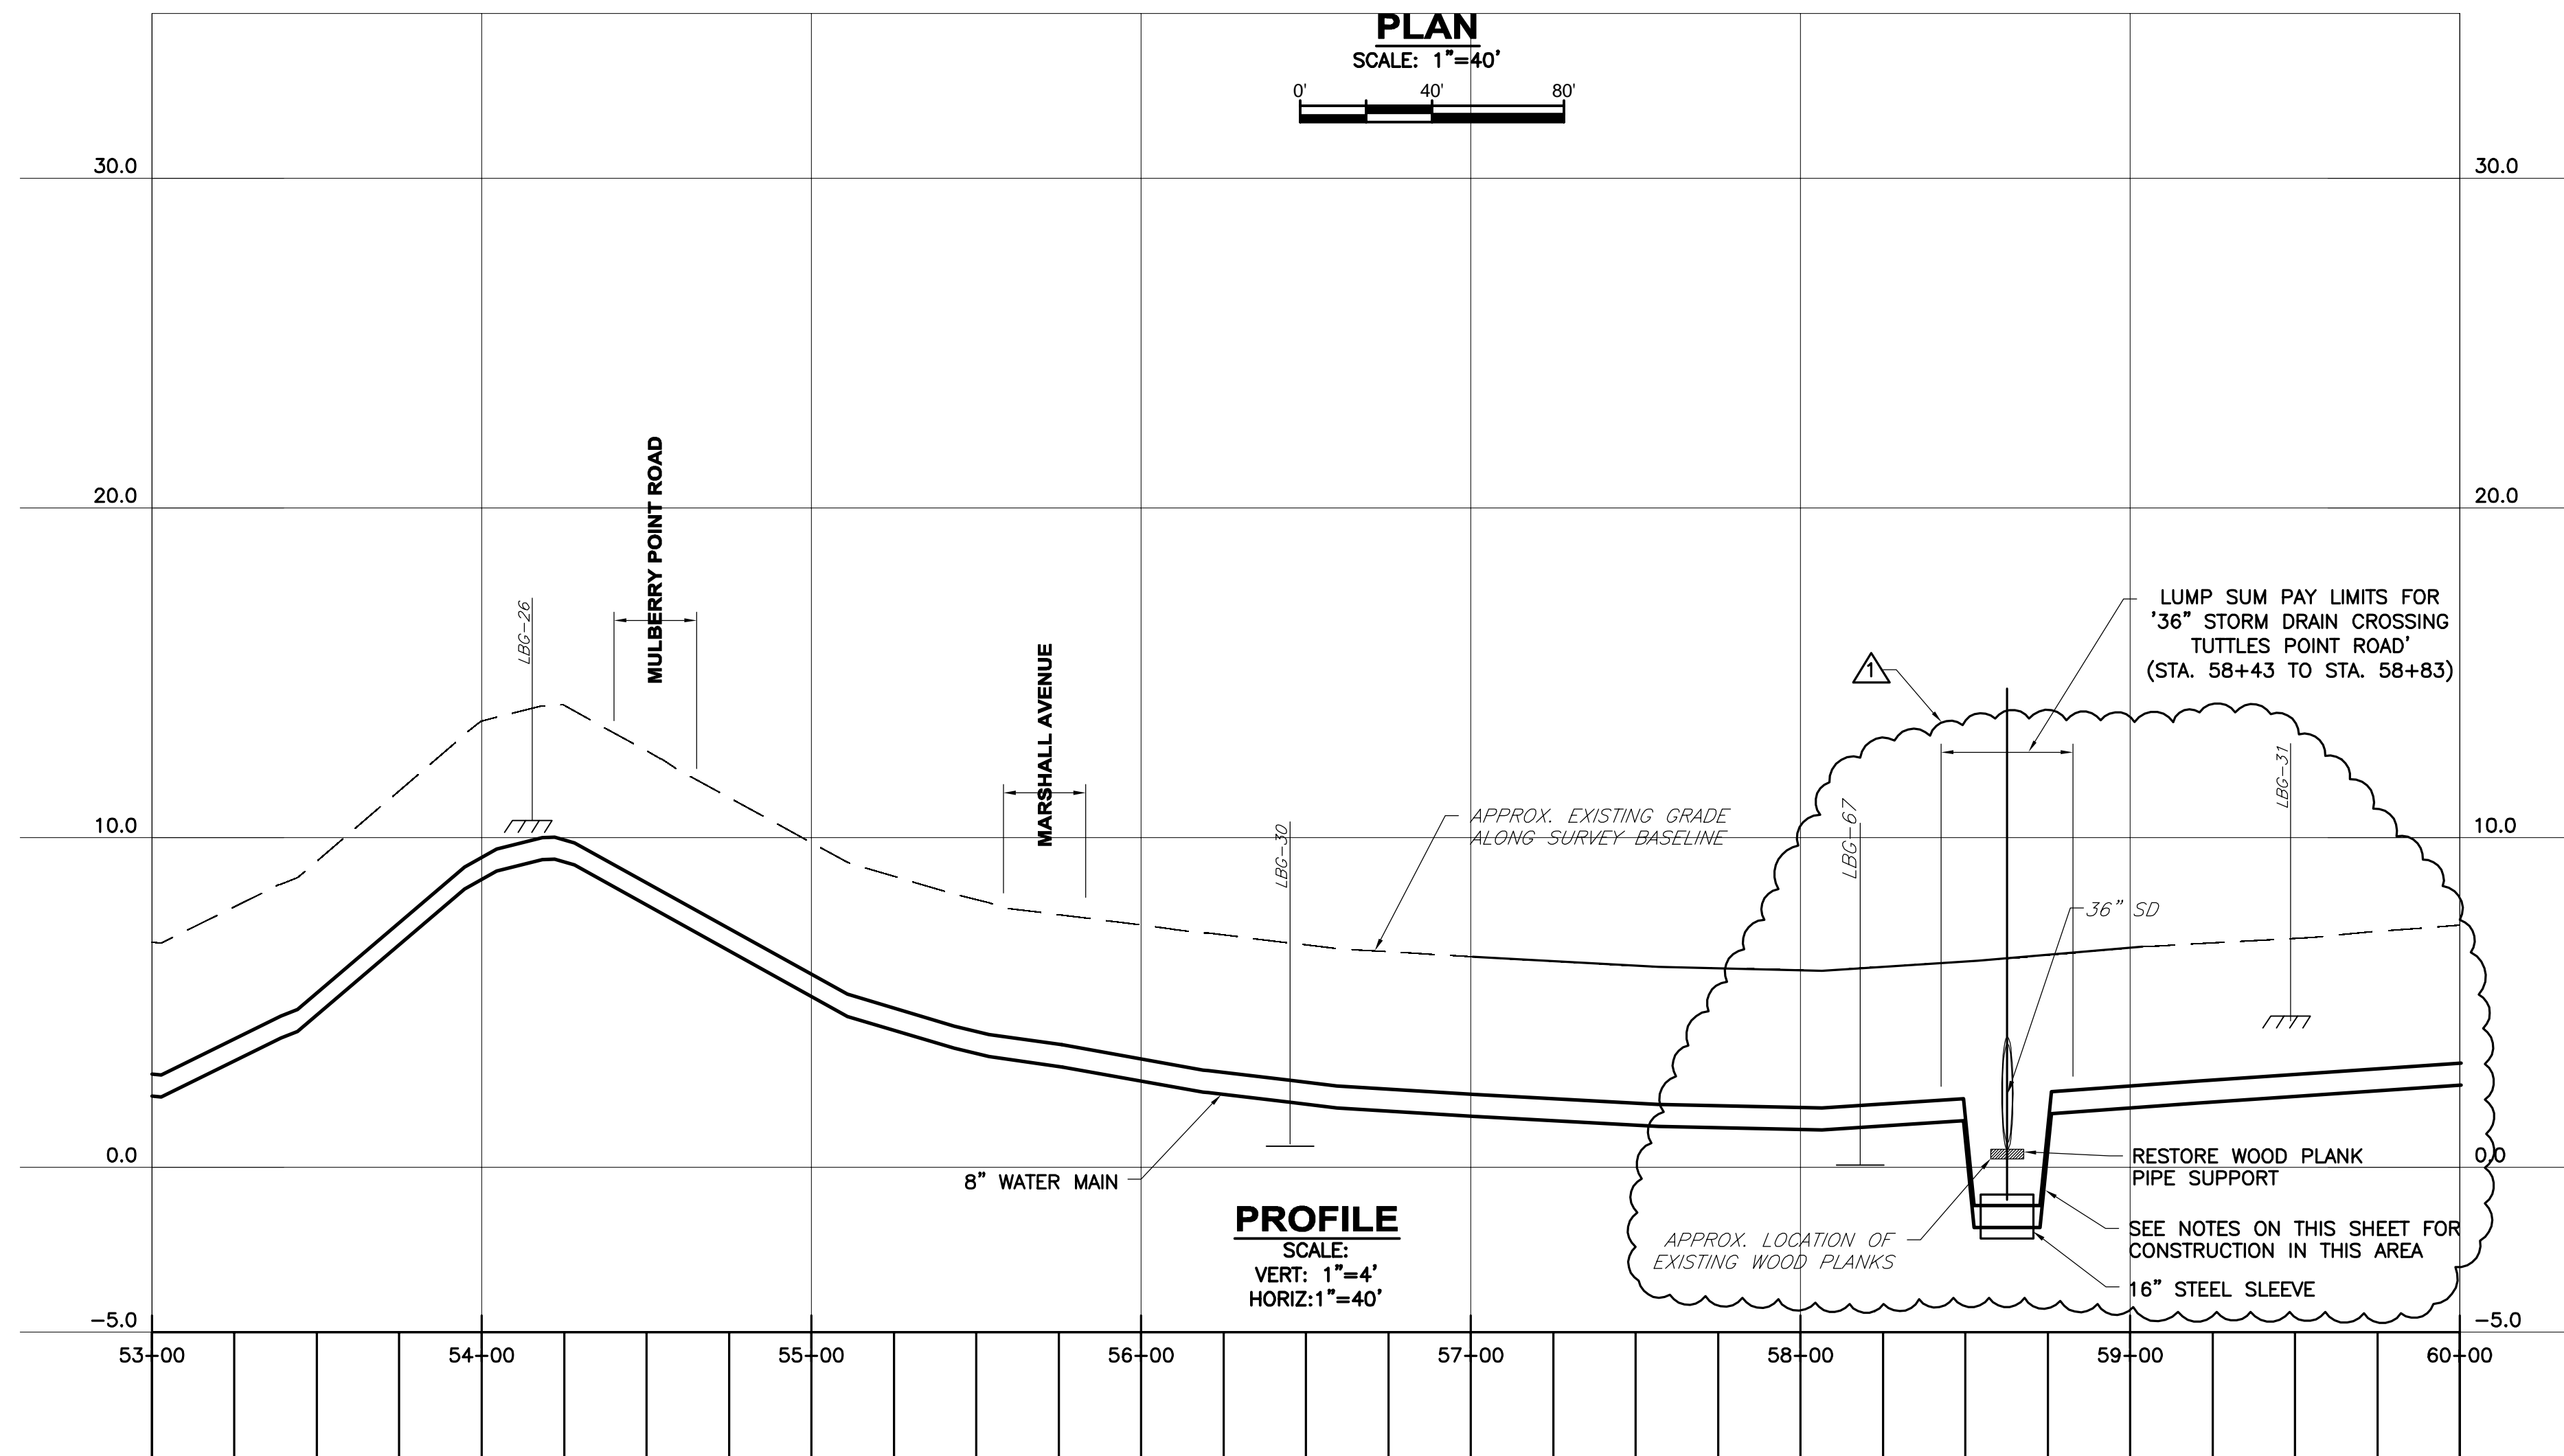 PLAN
SCALE: 1"=40'
0' 40' 80'
30.0 30.0
20.0 20.0
10.0 10.0
0.0 0.0
-5.0 -5.0
LBG-26
MULBERRY POINT ROAD
MARSHALL AVENUE
LBG-30
APPROX. EXISTING GRADE
ALONG SURVEY BASELINE
LBG-67
1
LUMP SUM PAY LIMITS FOR
'36" STORM DRAIN CROSSING
TUTTLES POINT ROAD'
(STA. 58+43 TO STA. 58+83)
LBG-31
36" SD
8" WATER MAIN
RESTORE WOOD PLANK
PIPE SUPPORT
APPROX. LOCATION OF
EXISTING WOOD PLANKS
SEE NOTES ON THIS SHEET FOR
CONSTRUCTION IN THIS AREA
16" STEEL SLEEVE
PROFILE
SCALE:
VERT: 1"=4'
HORIZ:1"=40'
53+00 54+00 55+00 56+00 57+00 58+00 59+00 60+00